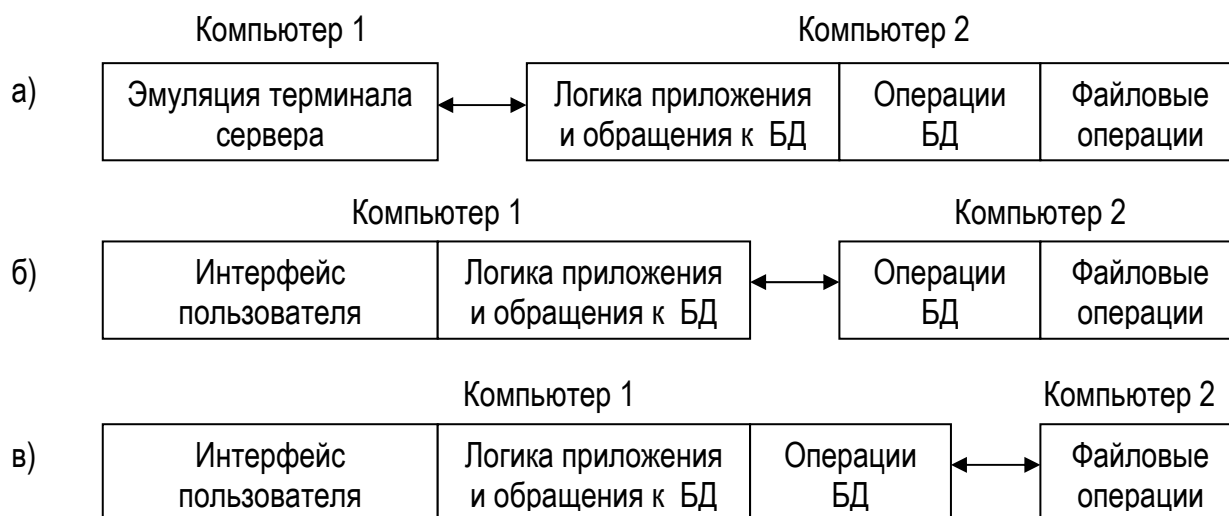 Компьютер 1 Компьютер 2
а) Эмуляция терминала Логика приложения Операции Файловые
сервера и обращения к БД БД операции
Компьютер 1 Компьютер 2
б) Интерфейс Логика приложения Операции Файловые
пользователя и обращения к БД БД операции
Компьютер 1 Компьютер 2
в) Интерфейс Логика приложения Операции Файловые
пользователя и обращения к БД БД операции